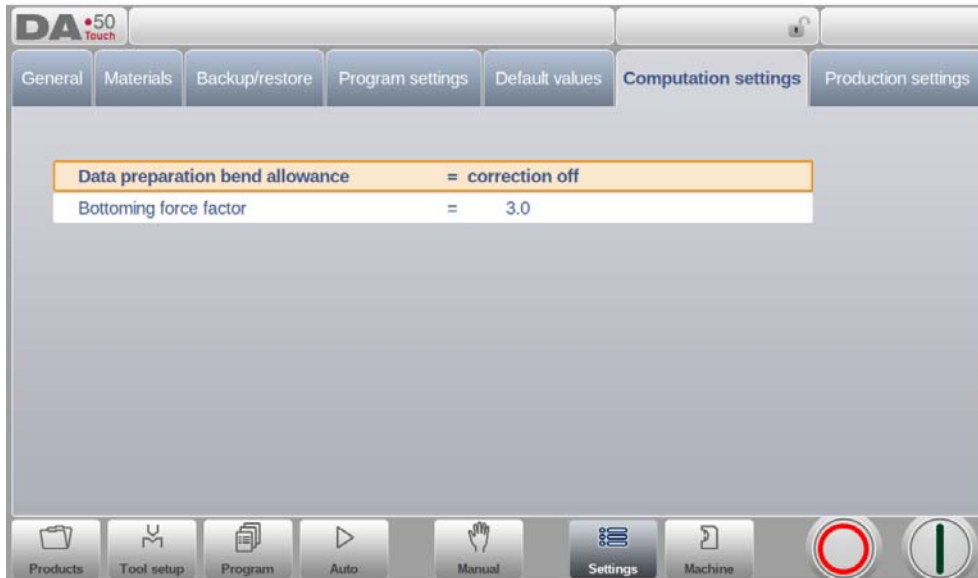 DA•50
Touch
General Materials Backup/restore Program settings Default values Computation settings Production settings
Data preparation bend allowance = correction off
Bottoming force factor = 3.0
Products Tool setup Program Auto Manual Settings Machine